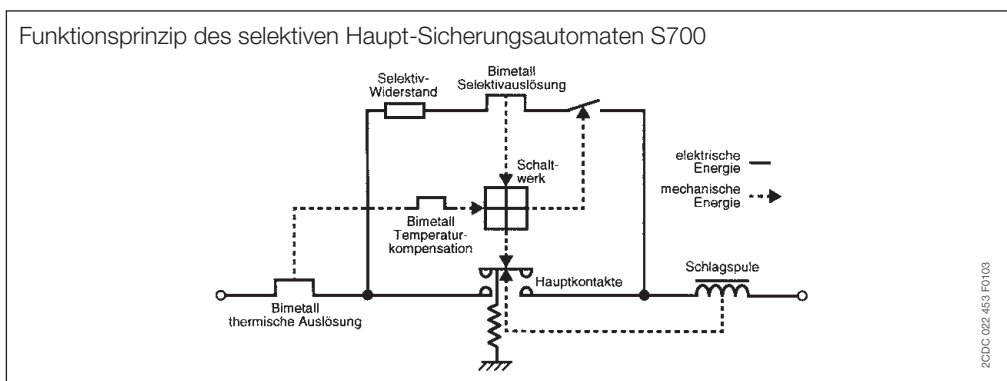 Funktionsprinzip des selektiven Haupt-Sicherungsautomaten S700
Selektiv-
Widerstand
Bimetall
Selektivauslösung
elektrische
Energie
mechanische
Energie
Schalt-
werk
Bimetall
Temperatur-
kompensation
Hauptkontakte
Schlagspule
Bimetall
thermische Auslösung
2CDC 022 453 F0103